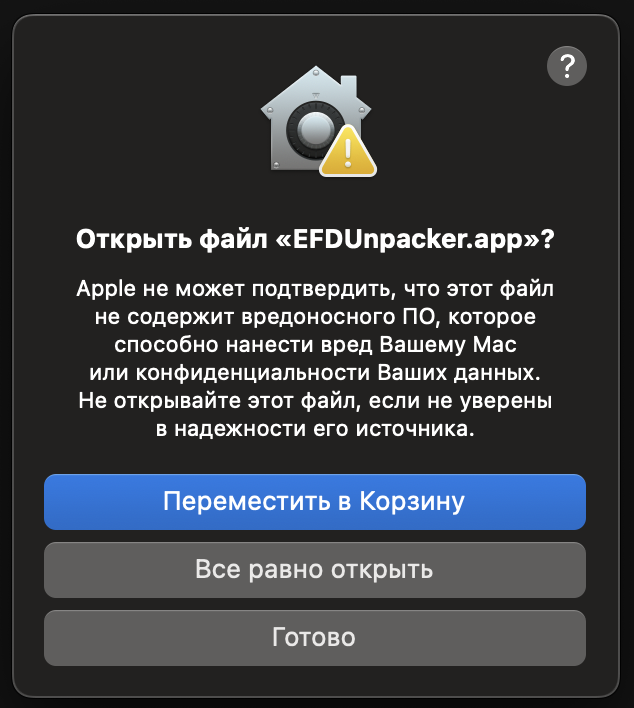 ?
Открыть файл «EFDUnpacker.app»?
Apple не может подтвердить, что этот файл
не содержит вредоносного ПО, которое
способно нанести вред Вашему Mac
или конфиденциальности Ваших данных.
Не открывайте этот файл, если не уверены
в надежности его источника.
Переместить в Корзину
Все равно открыть
Готово